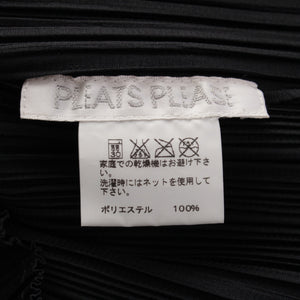 PLEATS PLEASE
家庭での乾燥機はお避け下さ
い。
洗濯時にはネットを使用して
下さい。
ポリエステル 100%